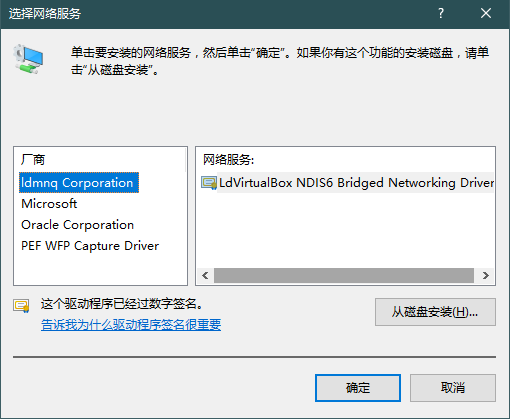 选择网络服务
单击要安装的网络服务，然后单击“确定”。如果你有这个功能的安装磁盘，请单
击“从磁盘安装”。
厂商
ldmnq Corporation
Microsoft
Oracle Corporation
PEF WFP Capture Driver
网络服务:
LdVirtualBox NDIS6 Bridged Networking Driver
这个驱动程序已经过数字签名。
告诉我为什么驱动程序签名很重要
从磁盘安装(H)...
确定
取消